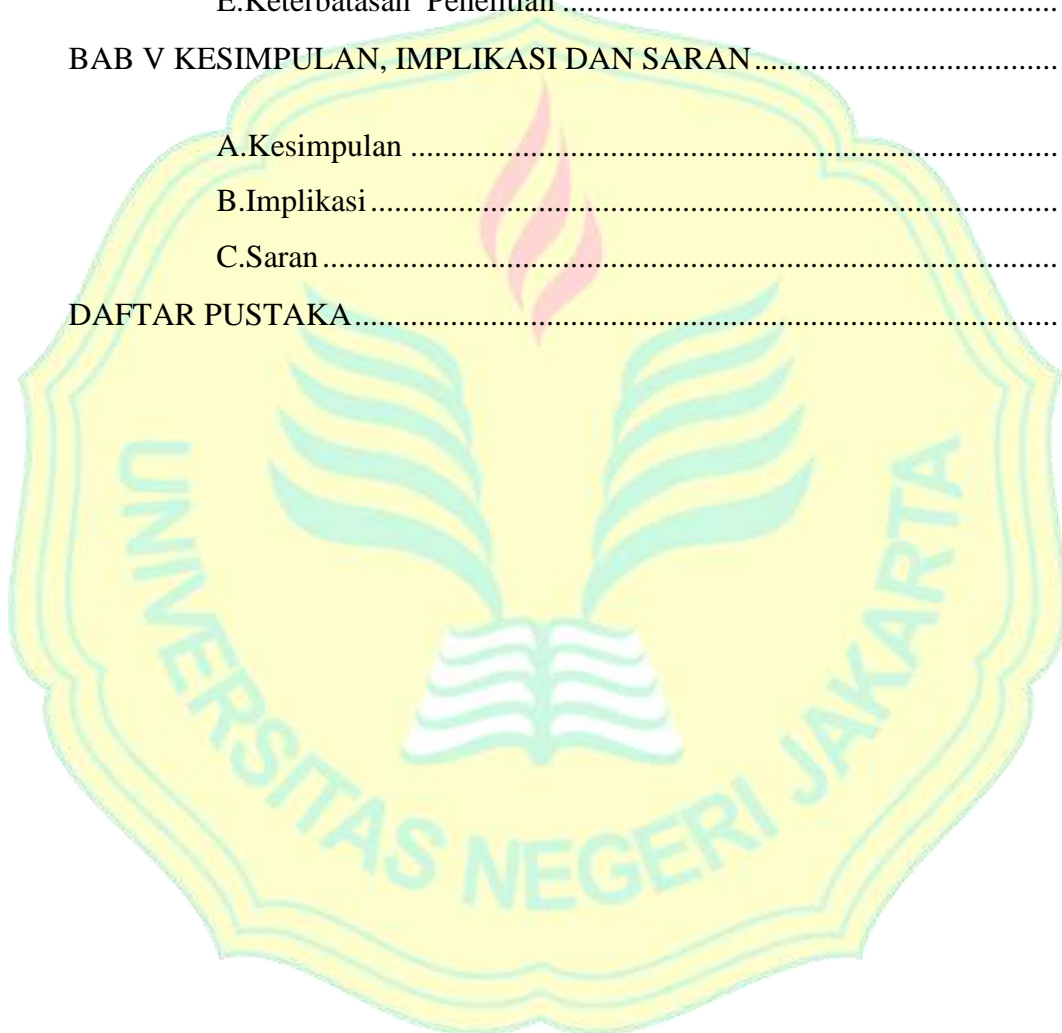 E.Keterbatasan Penelitian ..............................................................
BAB V KESIMPULAN, IMPLIKASI DAN SARAN......................................
A.Kesimpulan .................................................................................
B.Implikasi......................................................................................
C.Saran............................................................................................
DAFTAR PUSTAKA........................................................................................
UNIVERSITAS NEGERI JAKARTA